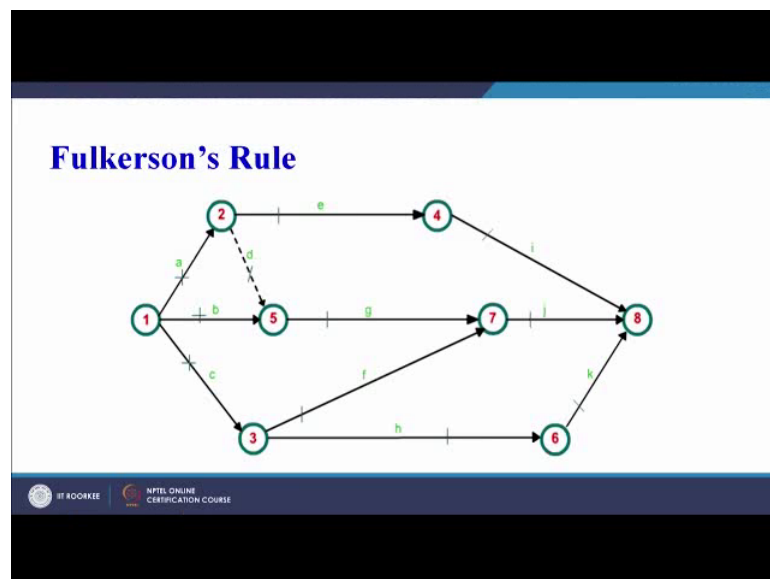 Fulkerson's Rule
2
e
4
a
d
i
1
b
5
g
7
j
8
c
f
k
3
h
6
IIT ROORKEE
NPTEL ONLINE
CERTIFICATION COURSE